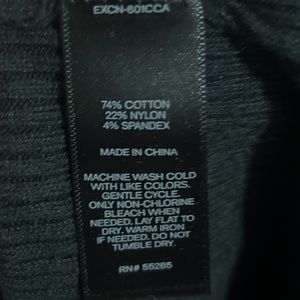 EXCN-601CCA
74% COTTON
22% NYLON
4% SPANDEX
MADE IN CHINA
MACHINE WASH COLD
WITH LIKE COLORS.
GENTLE CYCLE.
ONLY NON-CHLORINE
BLEACH WHEN
NEEDED. LAY FLAT TO
DRY. WARM IRON
IF NEEDED. DO NOT
TUMBLE DRY.
RN# 55285